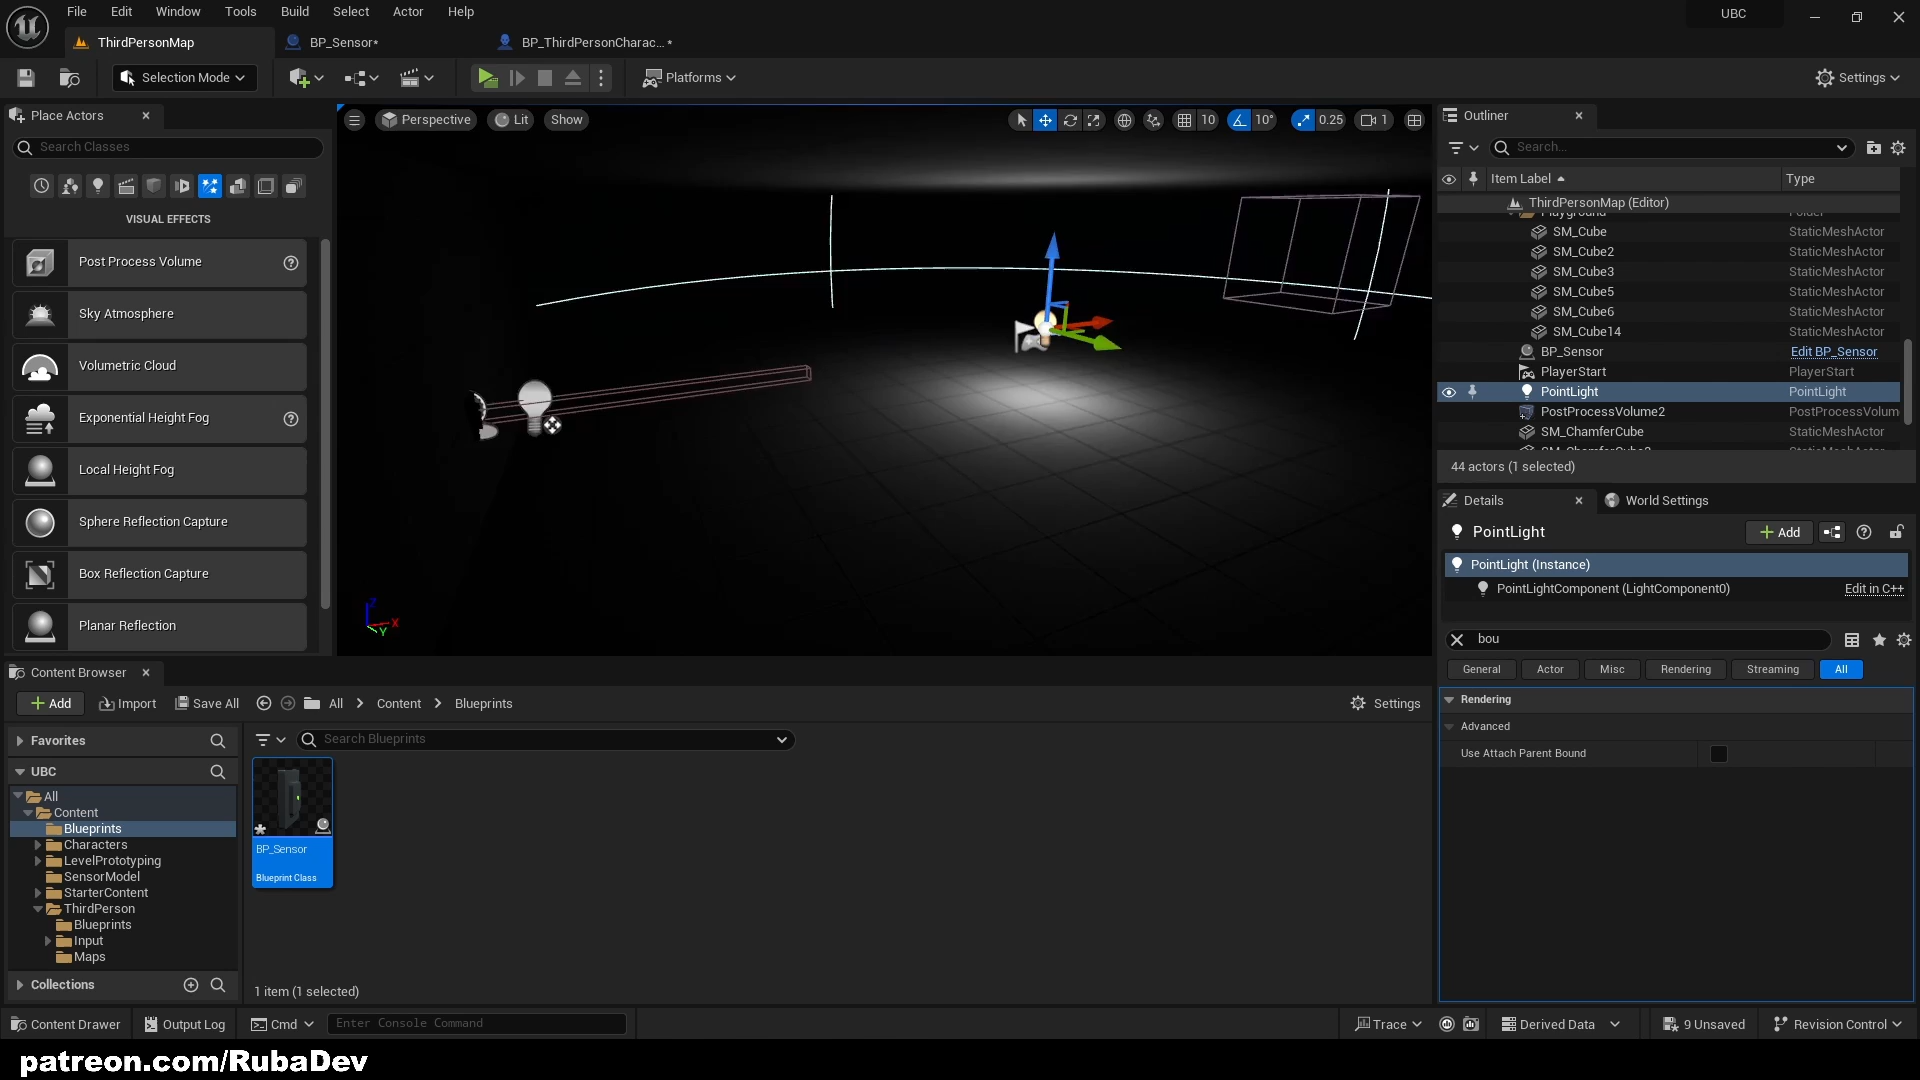 File Edit Window Tools Build Select Actor Help
UBC
ThirdPersonMap
BP_Sensor*
BP_ThirdPersonCharac... *
Selection Mode
Platforms
Settings
Place Actors
Search Classes
VISUAL EFFECTS
Post Process Volume
Sky Atmosphere
Volumetric Cloud
Exponential Height Fog
Local Height Fog
Sphere Reflection Capture
Box Reflection Capture
Planar Reflection
Perspective
Lit
Show
10
10°
0.25
1
Z
X
Y
Outliner
Search...
Item Label
Type
ThirdPersonMap (Editor)
Playground Folder
SM_Cube StaticMeshActor
SM_Cube2 StaticMeshActor
SM_Cube3 StaticMeshActor
SM_Cube5 StaticMeshActor
SM_Cube6 StaticMeshActor
SM_Cube14 StaticMeshActor
BP_Sensor Edit BP_Sensor
PlayerStart PlayerStart
PointLight PointLight
PostProcessVolume2 PostProcessVolum
SM_ChamferCube StaticMeshActor
44 actors (1 selected)
Details
World Settings
PointLight
Add
PointLight (Instance)
PointLightComponent (LightComponent0) Edit in C++
bou
General Actor Misc Rendering Streaming All
Rendering
Advanced
Use Attach Parent Bound
Content Browser
Add
Import
Save All
All
Content
Blueprints
Settings
Favorites
UBC
All
Content
Blueprints
Characters
LevelPrototyping
SensorModel
StarterContent
ThirdPerson
Blueprints
Input
Maps
Collections
Search Blueprints
BP_Sensor
Blueprint Class
1 item (1 selected)
Content Drawer
Output Log
Cmd
Enter Console Command
Trace
Derived Data
9 Unsaved
Revision Control
patreon.com/RubaDev